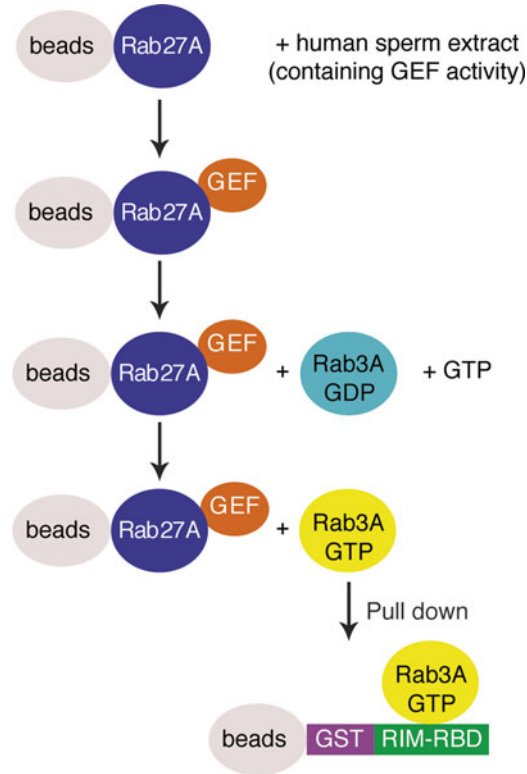 beads Rab27A + human sperm extract
(containing GEF activity)
GEF
beads Rab27A
GEF
beads Rab27A + Rab3A + GTP
GDP
GEF
beads Rab27A + Rab3A
GTP
Pull down
Rab3A
GTP
beads GST RIM-RBD